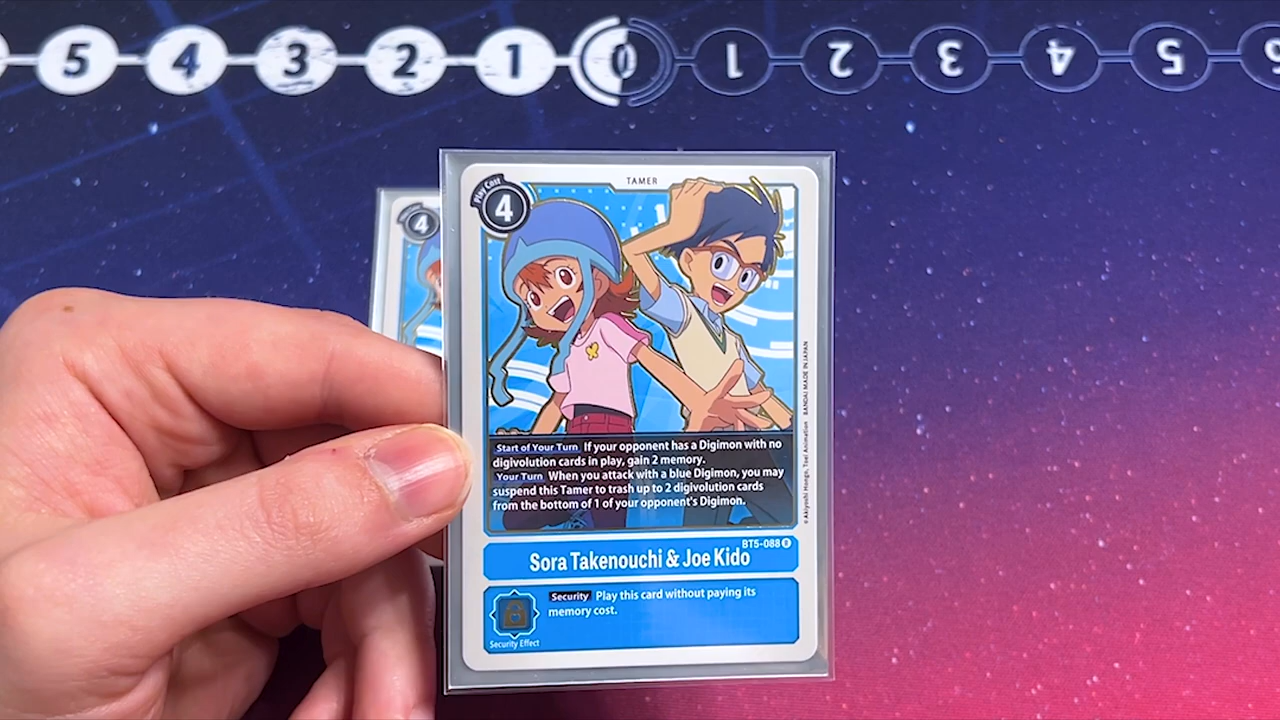 5 4 3 2 1 0 1 2 3 4 5 6
TAMER
Play Cost
4
4
Start of Your Turn If your opponent has a Digimon with no
digivolution cards in play, gain 2 memory.
Your Turn When you attack with a blue Digimon, you may
suspend this Tamer to trash up to 2 digivolution cards
from the bottom of 1 of your opponent's Digimon.
© Akiyoshi Hongo, Toei Animation BANDAI MADE IN JAPAN
BT5-088 R
Sora Takenouchi & Joe Kido
Security Play this card without paying its
memory cost.
Security Effect